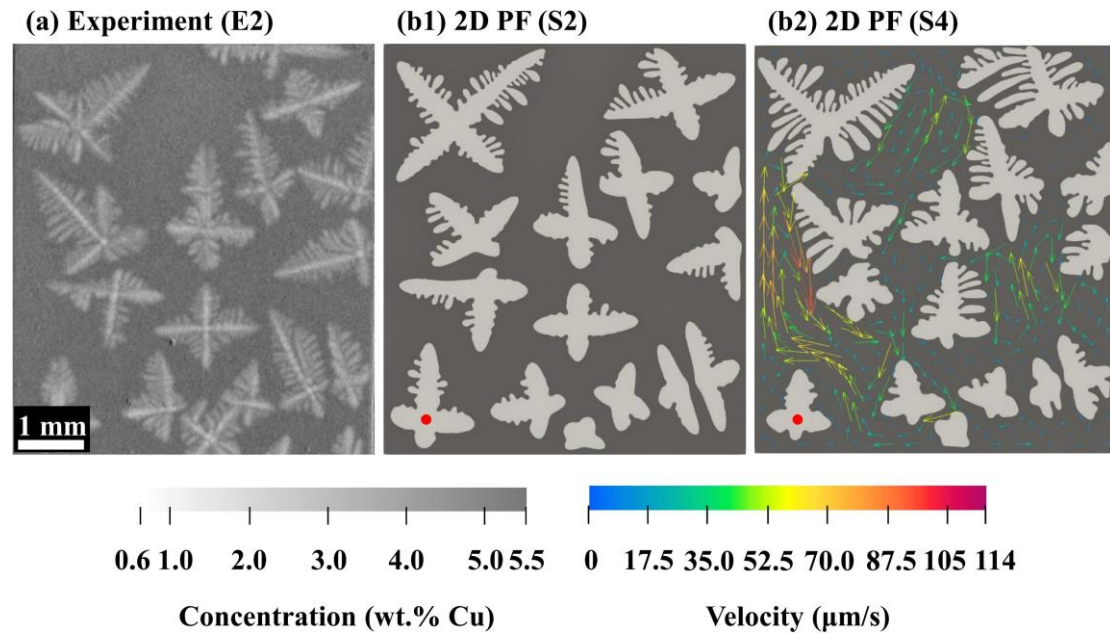 (a) Experiment (E2)
(b1) 2D PF (S2)
(b2) 2D PF (S4)
1 mm
0.6 1.0 2.0 3.0 4.0 5.0 5.5
Concentration (wt.% Cu)
0 17.5 35.0 52.5 70.0 87.5 105 114
Velocity (μm/s)